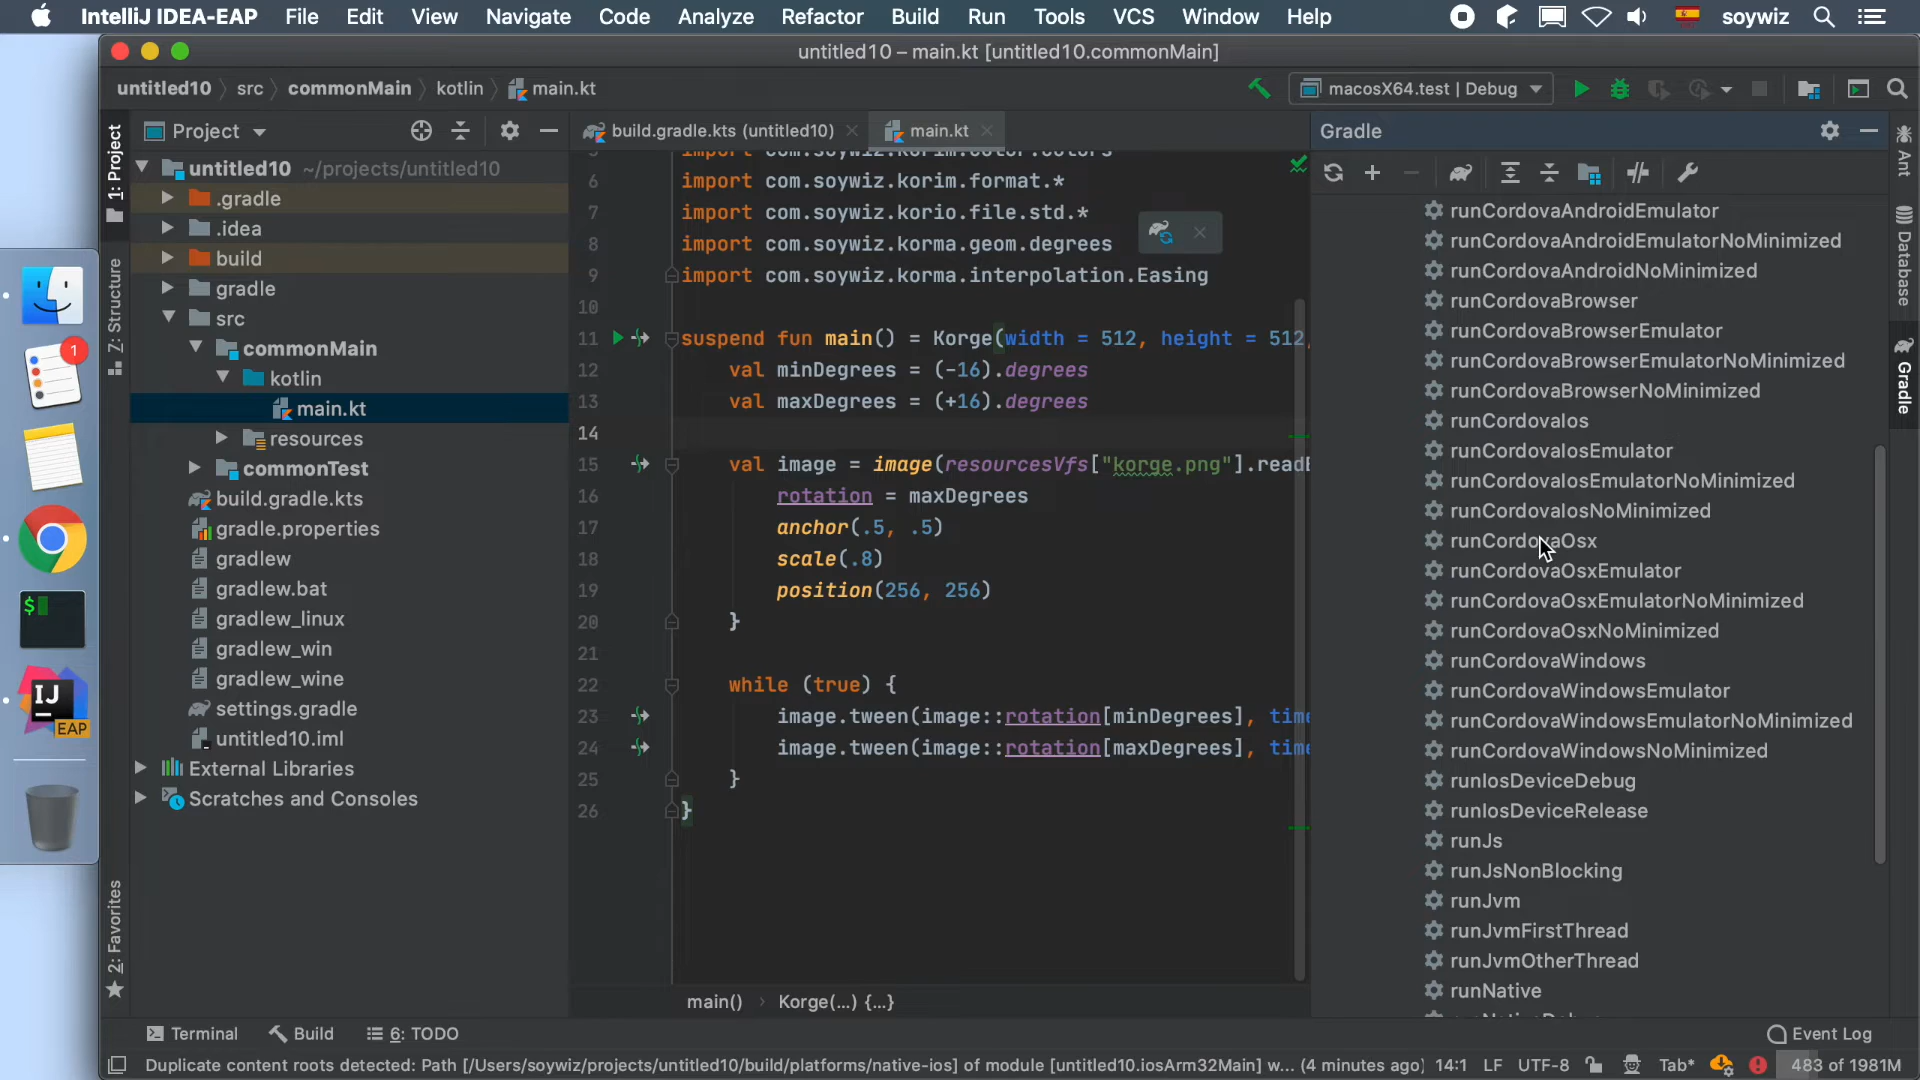 IntelliJ IDEA-EAP File Edit View Navigate Code Analyze Refactor Build Run Tools VCS Window Help soywiz
untitled10 – main.kt [untitled10.commonMain]
untitled10 src commonMain kotlin main.kt
macosX64.test | Debug
1: Project
Z: Structure
2: Favorites
Project
untitled10 ~/projects/untitled10
.gradle
.idea
build
gradle
src
commonMain
kotlin
main.kt
resources
commonTest
build.gradle.kts
gradle.properties
gradlew
gradlew.bat
gradlew_linux
gradlew_win
gradlew_wine
settings.gradle
untitled10.iml
External Libraries
Scratches and Consoles
1
$
IJ
EAP
build.gradle.kts (untitled10) main.kt
6 import com.soywiz.korim.format.*
7 import com.soywiz.korio.file.std.*
8 import com.soywiz.korma.geom.degrees
9 import com.soywiz.korma.interpolation.Easing
10
11 suspend fun main() = Korge(width = 512, height = 512,
12 val minDegrees = (-16).degrees
13 val maxDegrees = (+16).degrees
14
15 val image = image(resourcesVfs["korge.png"].read
16 rotation = maxDegrees
17 anchor(.5, .5)
18 scale(.8)
19 position(256, 256)
20 }
21
22 while (true) {
23 image.tween(image::rotation[minDegrees], time
24 image.tween(image::rotation[maxDegrees], time
25 }
26 }
main() Korge(...) {...}
Gradle
runCordovaAndroidEmulator
runCordovaAndroidEmulatorNoMinimized
runCordovaAndroidNoMinimized
runCordovaBrowser
runCordovaBrowserEmulator
runCordovaBrowserEmulatorNoMinimized
runCordovaBrowserNoMinimized
runCordovaIos
runCordovaIosEmulator
runCordovaIosEmulatorNoMinimized
runCordovaIosNoMinimized
runCordovaOsx
runCordovaOsxEmulator
runCordovaOsxEmulatorNoMinimized
runCordovaOsxNoMinimized
runCordovaWindows
runCordovaWindowsEmulator
runCordovaWindowsEmulatorNoMinimized
runCordovaWindowsNoMinimized
runIosDeviceDebug
runIosDeviceRelease
runJs
runJsNonBlocking
runJvm
runJvmFirstThread
runJvmOtherThread
runNative
Ant
Database
Gradle
Terminal Build 6: TODO Event Log
Duplicate content roots detected: Path [/Users/soywiz/projects/untitled10/build/platforms/native-ios] of module [untitled10.iosArm32Main] w... (4 minutes ago) 14:1 LF UTF-8 Tab* 483 of 1981M